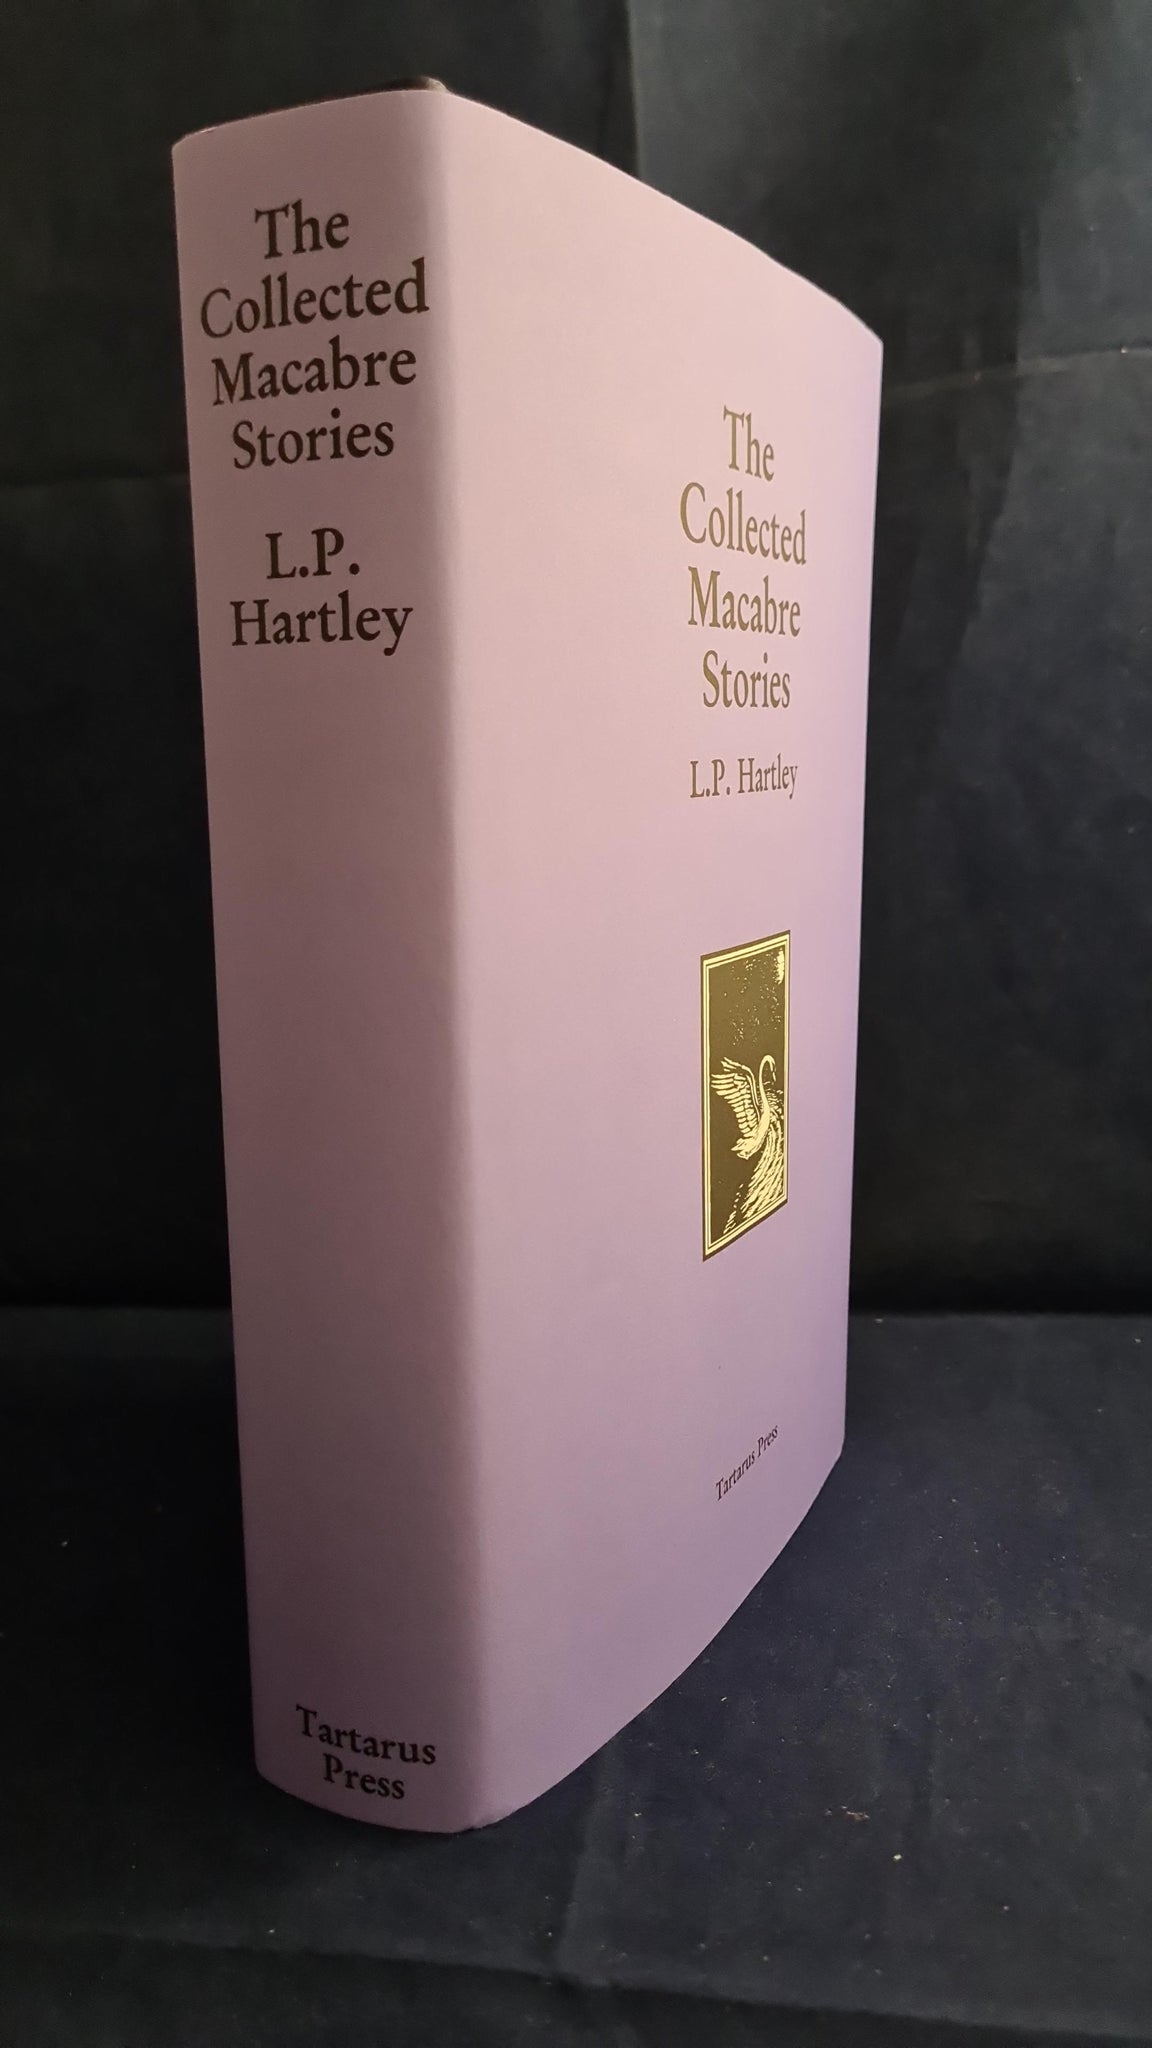 The
Collected
Macabre
Stories
L.P.
Hartley
Tartarus
Press
The
Collected
Macabre
Stories
L.P. Hartley
Tartarus Press